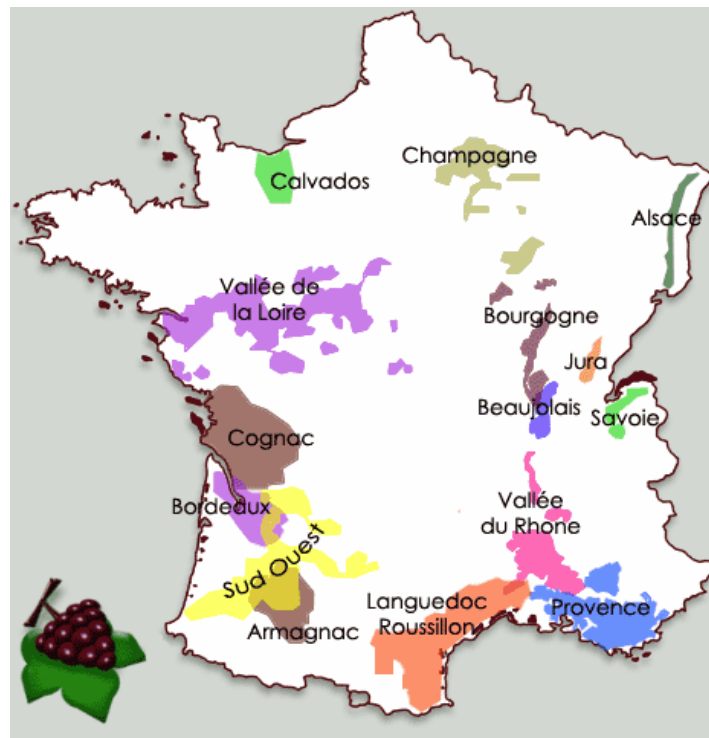 Champagne
Calvados
Alsace
Vallée de
la Loire
Bourgogne
Jura
Beaujolais
Savoie
Cognac
Bordeaux
Vallée
du Rhone
Sud Ouest
Languedoc
Roussillon
Provence
Armagnac